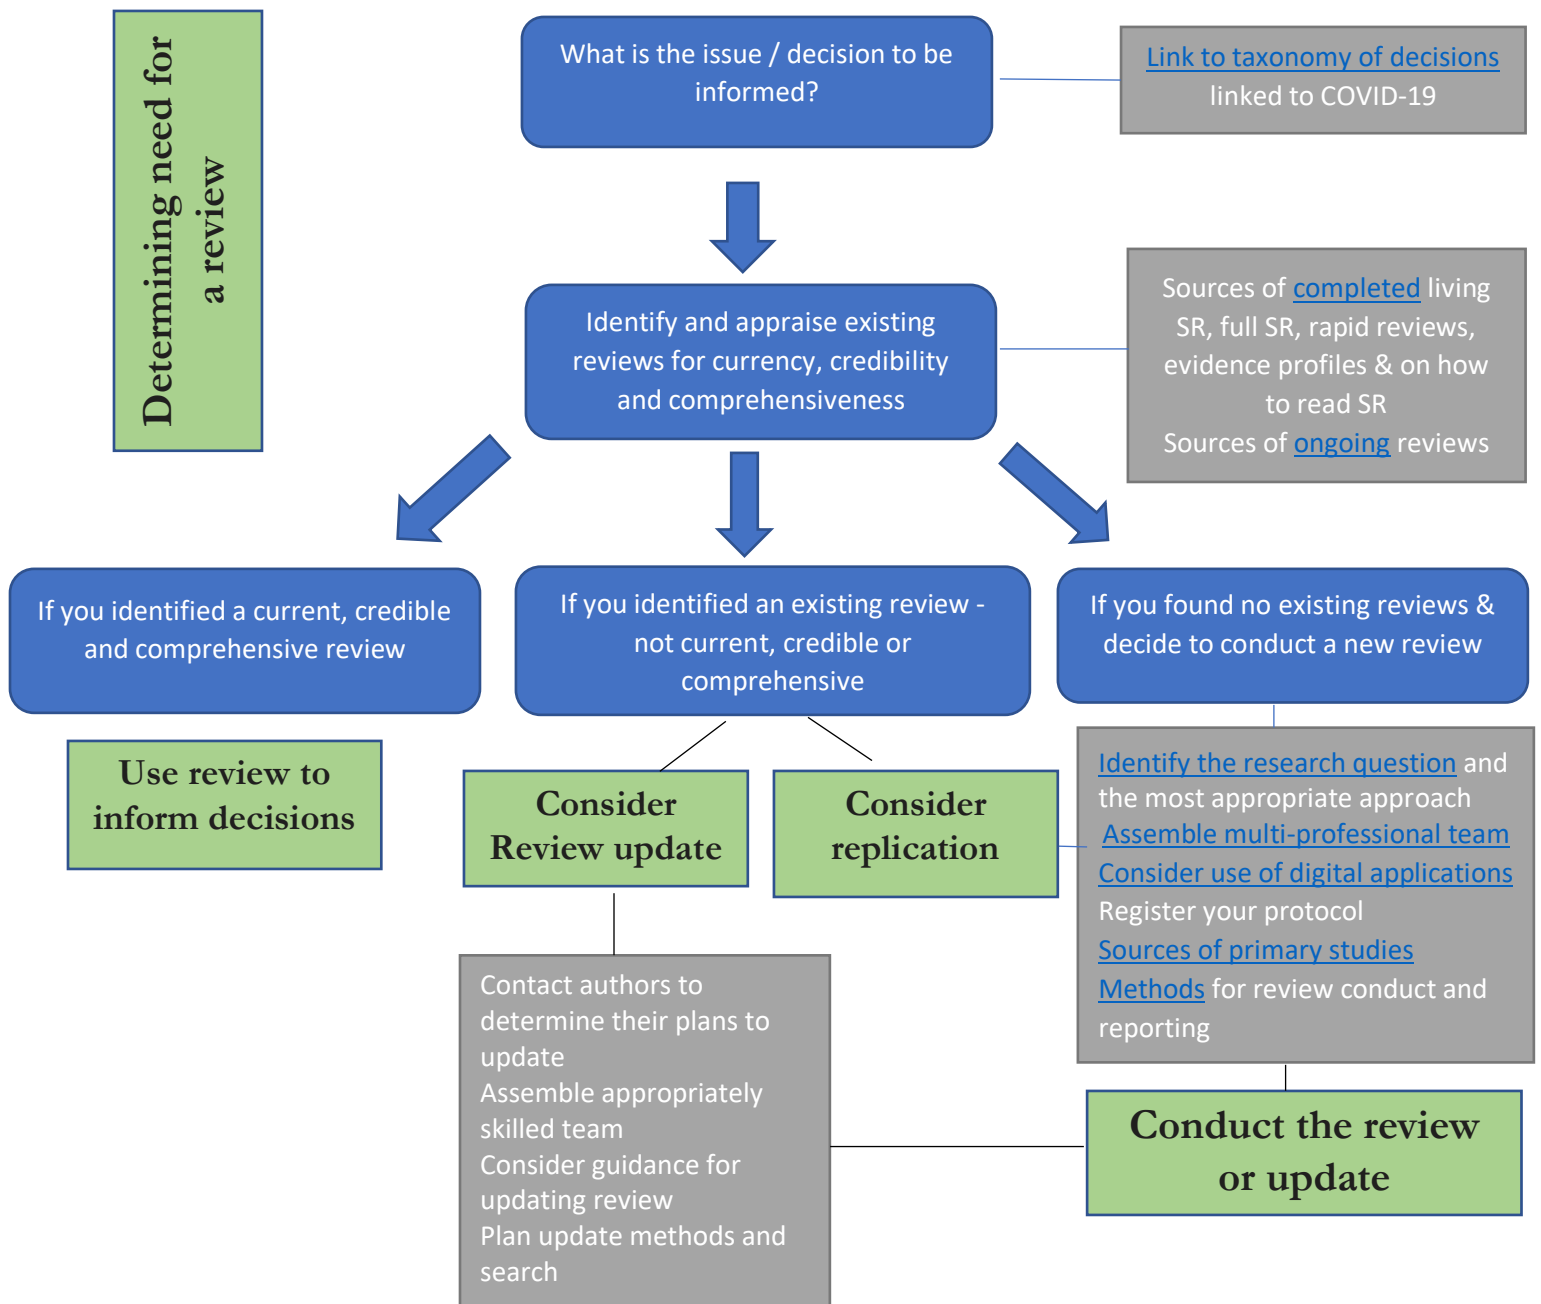 Determining need for
a review
What is the issue / decision to be
informed?
Link to taxonomy of decisions
linked to COVID-19
Identify and appraise existing
reviews for currency, credibility
and comprehensiveness
Sources of completed living
SR, full SR, rapid reviews,
evidence profiles & on how
to read SR
Sources of ongoing reviews
If you identified a current, credible
and comprehensive review
If you identified an existing review -
not current, credible or
comprehensive
If you found no existing reviews &
decide to conduct a new review
Use review to
inform decisions
Consider
Review update
Consider
replication
Identify the research question and
the most appropriate approach
Assemble multi-professional team
Consider use of digital applications
Register your protocol
Sources of primary studies
Methods for review conduct and
reporting
Contact authors to
determine their plans to
update
Assemble appropriately
skilled team
Consider guidance for
updating review
Plan update methods and
search
Conduct the review
or update